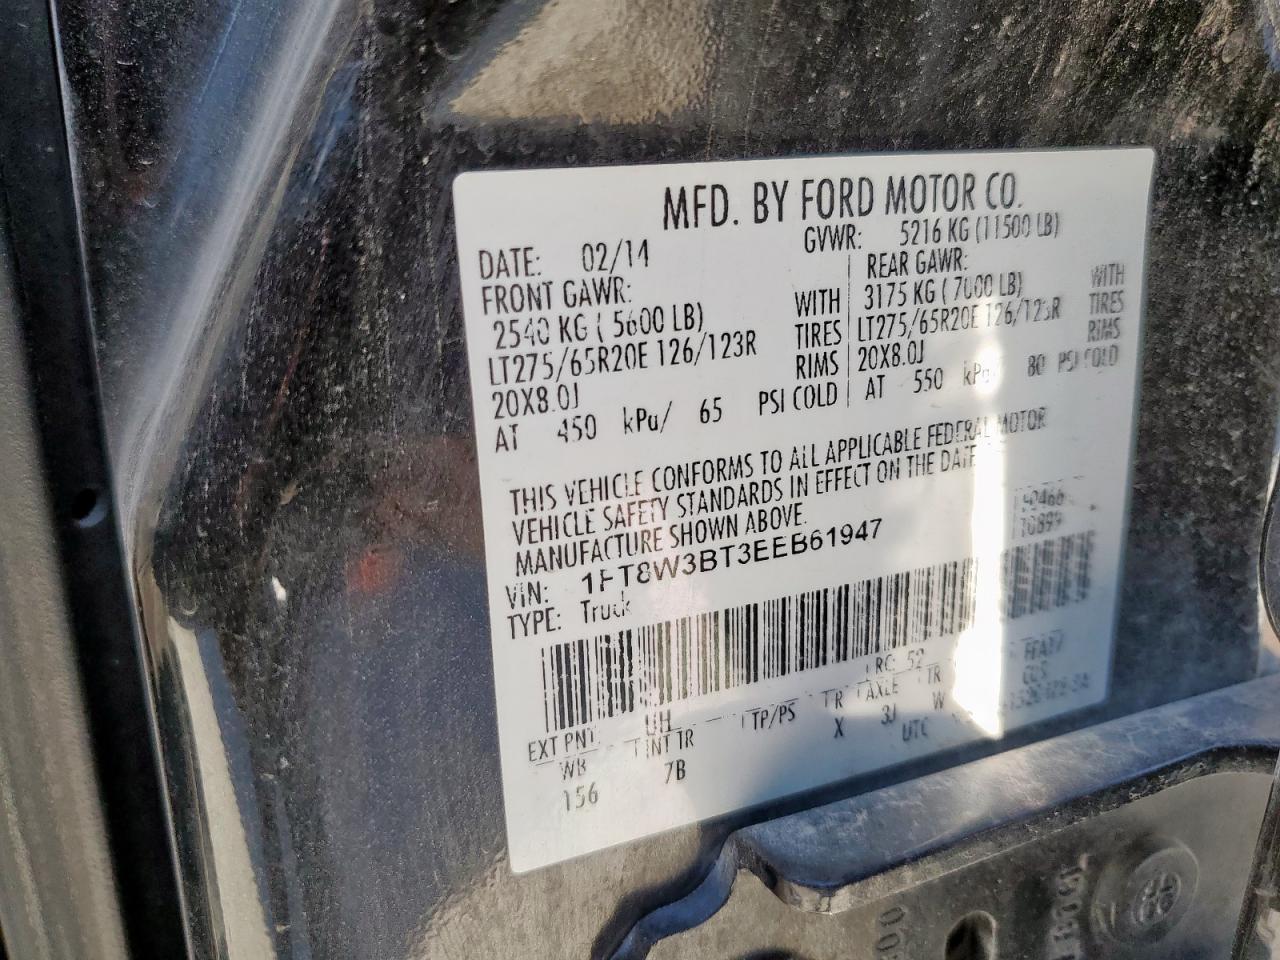 MFD. BY FORD MOTOR CO.
DATE: 02/14 GVWR: 5216 KG (11500 LB)
FRONT GAWR: REAR GAWR:
2540 KG (5600 LB) WITH 3175 KG (7000 LB) WITH
LT275/65R20E 126/123R TIRES LT275/65R20E 126/123R TIRES
20X8.0J RIMS 20X8.0J RIMS
AT 450 kPa/ 65 PSI COLD AT 550 kPa/ 80 PSI COLD
THIS VEHICLE CONFORMS TO ALL APPLICABLE FEDERAL MOTOR
VEHICLE SAFETY STANDARDS IN EFFECT ON THE DATE
MANUFACTURE SHOWN ABOVE.
VIN: 1FT8W3BT3EEB61947
TYPE: Truck
RC: 52
EXT PNT: UH
WB INT TR TP/PS R AXLE TR
156 7B X 3J W
UTC